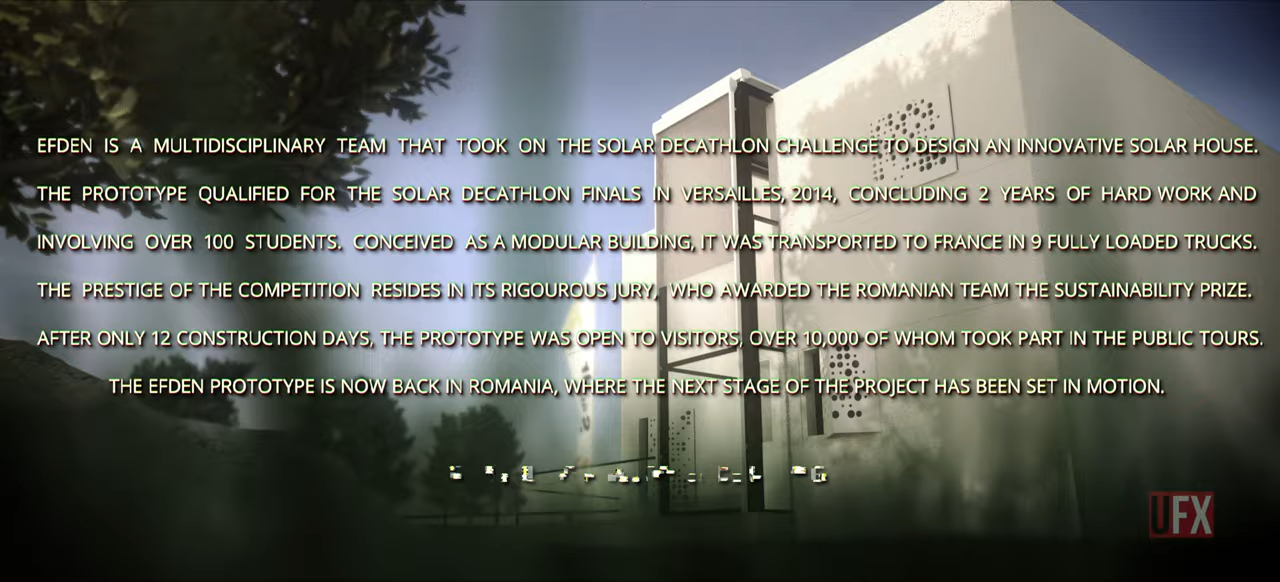 EFDEN IS A MULTIDISCIPLINARY TEAM THAT TOOK ON THE SOLAR DECATHLON CHALLENGE TO DESIGN AN INNOVATIVE SOLAR HOUSE.
THE PROTOTYPE QUALIFIED FOR THE SOLAR DECATHLON FINALS IN VERSAILLES, 2014, CONCLUDING 2 YEARS OF HARD WORK AND
INVOLVING OVER 100 STUDENTS. CONCEIVED AS A MODULAR BUILDING, IT WAS TRANSPORTED TO FRANCE IN 9 FULLY LOADED TRUCKS.
THE PRESTIGE OF THE COMPETITION RESIDES IN ITS RIGOUROUS JURY, WHO AWARDED THE ROMANIAN TEAM THE SUSTAINABILITY PRIZE.
AFTER ONLY 12 CONSTRUCTION DAYS, THE PROTOTYPE WAS OPEN TO VISITORS, OVER 10,000 OF WHOM TOOK PART IN THE PUBLIC TOURS.
THE EFDEN PROTOTYPE IS NOW BACK IN ROMANIA, WHERE THE NEXT STAGE OF THE PROJECT HAS BEEN SET IN MOTION.
UFX